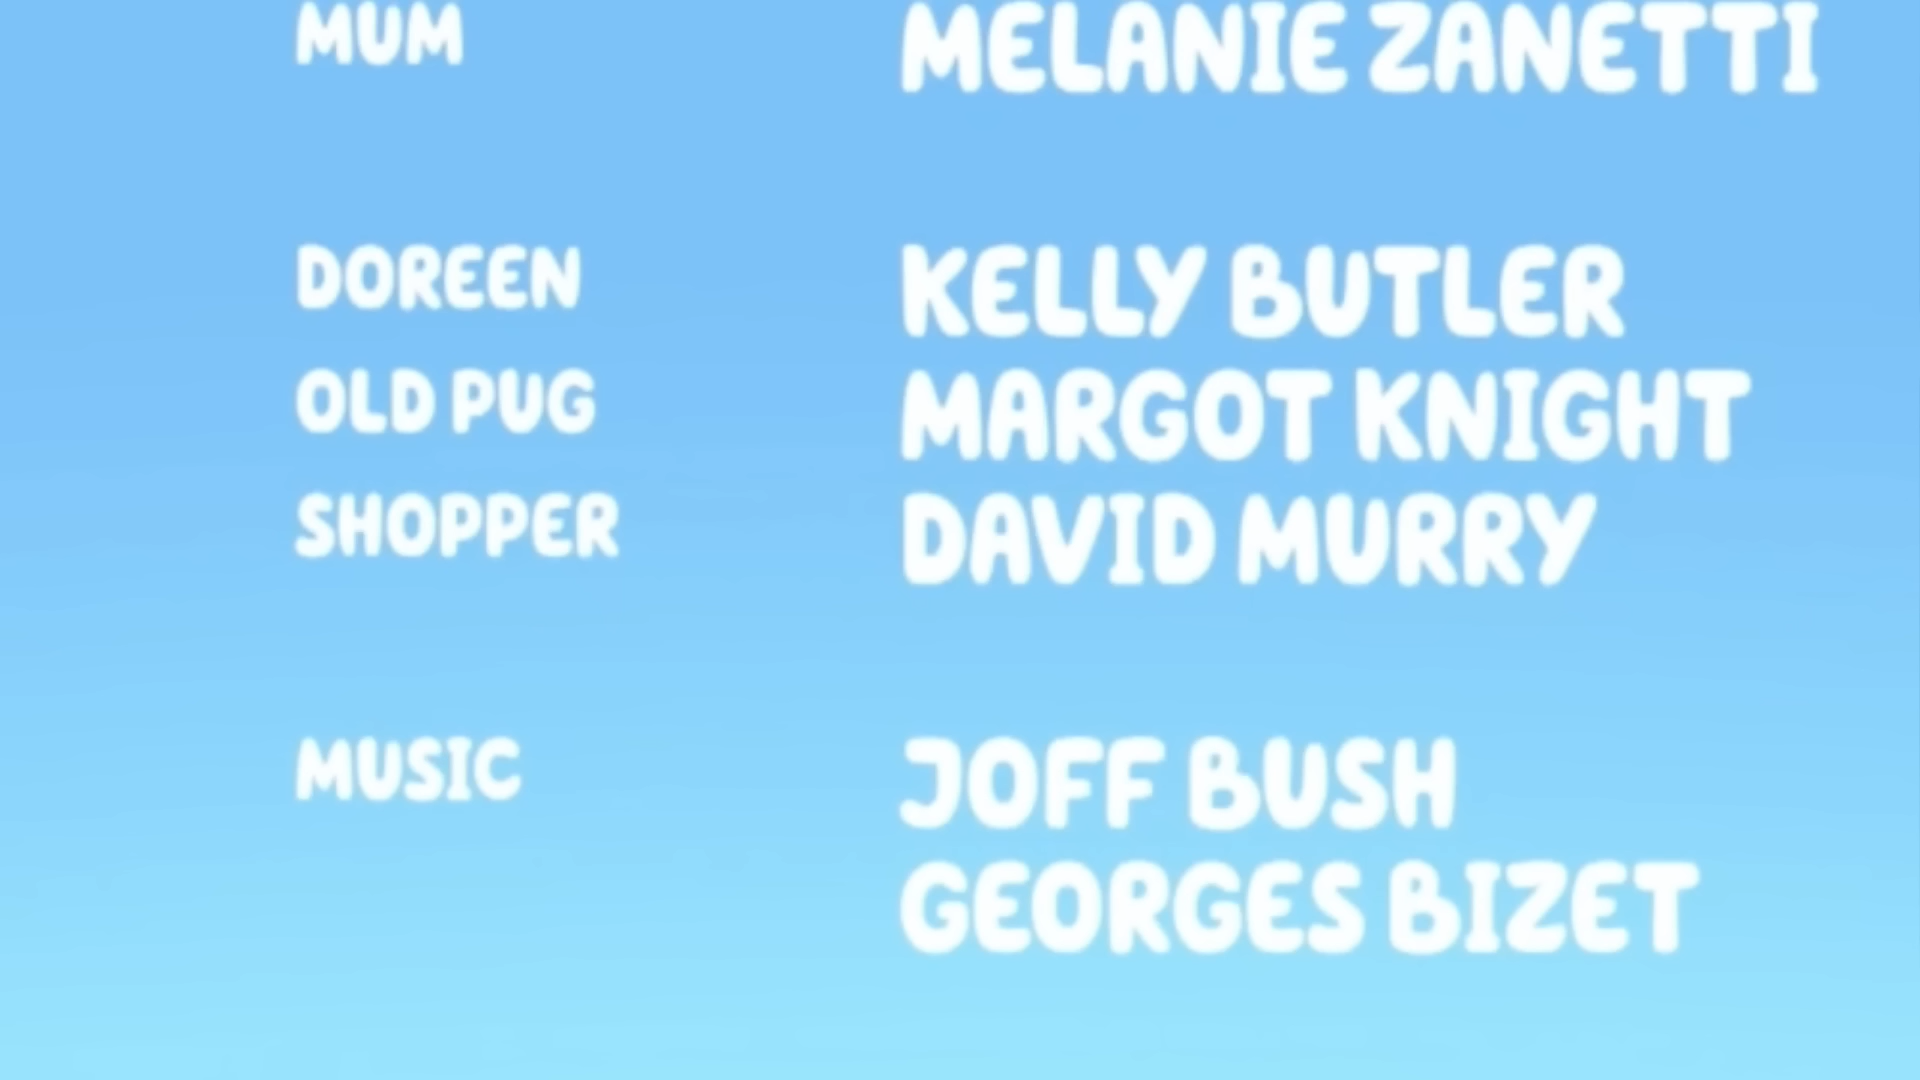 MUM MELANIE ZANETTI
DOREEN KELLY BUTLER
OLD PUG MARGOT KNIGHT
SHOPPER DAVID MURRY
MUSIC JOFF BUSH
GEORGES BIZET